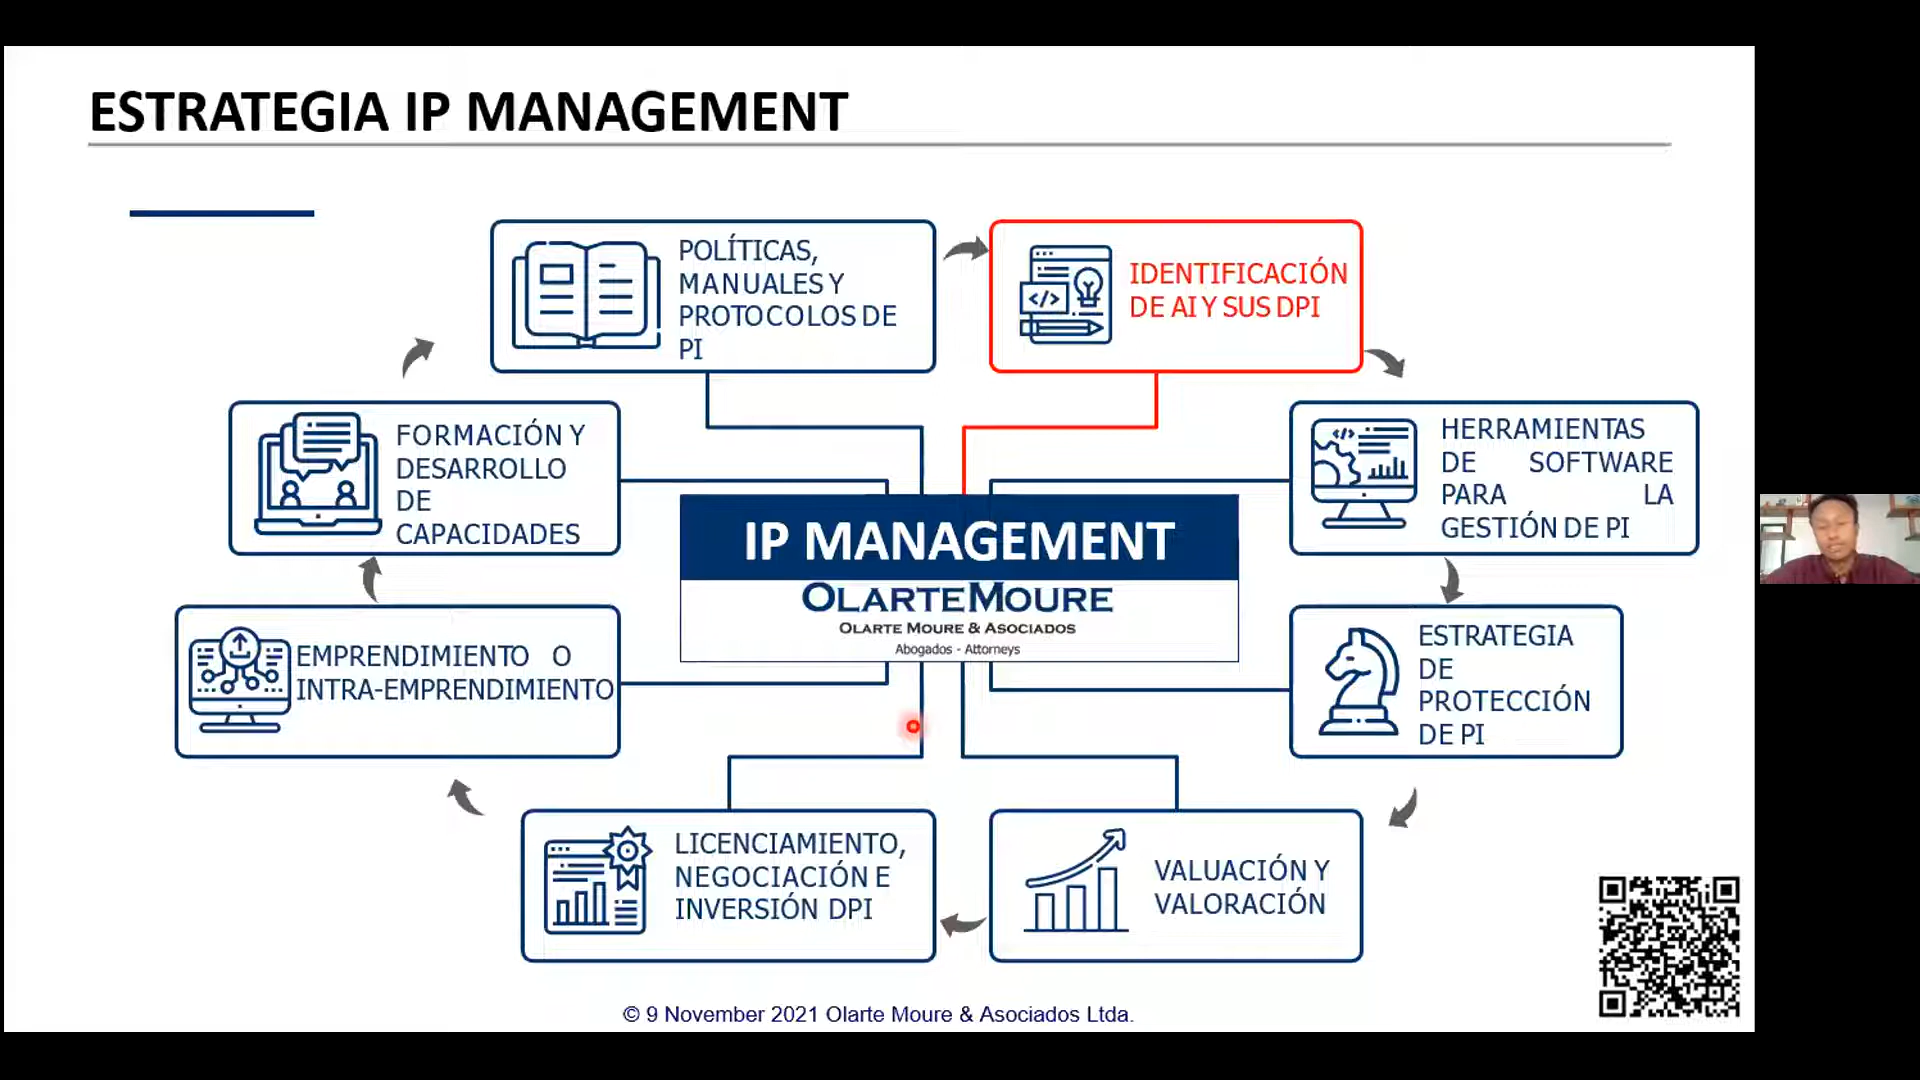 ESTRATEGIA IP MANAGEMENT
POLÍTICAS,
MANUALES Y
PROTOCOLOS DE
PI
IDENTIFICACIÓN
DE AI Y SUS DPI
</>
FORMACIÓN Y
DESARROLLO
DE
CAPACIDADES
</>
HERRAMIENTAS
DE SOFTWARE
PARA LA
GESTIÓN DE PI
IP MANAGEMENT
OLARTEMOURE
OLARTE MOURE & ASOCIADOS
Abogados - Attorneys
EMPRENDIMIENTO O
INTRA-EMPRENDIMIENTO
ESTRATEGIA
DE
PROTECCIÓN
DE PI
LICENCIAMIENTO,
NEGOCIACIÓN E
INVERSIÓN DPI
VALUACIÓN Y
VALORACIÓN
© 9 November 2021 Olarte Moure & Asociados Ltda.